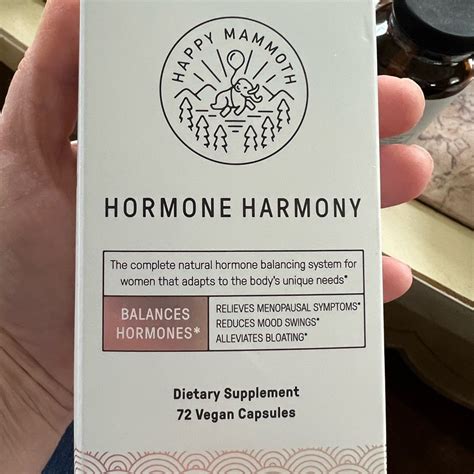 HAPPY MAMMOTH
HORMONE HARMONY
The complete natural hormone balancing system for
women that adapts to the body's unique needs*
BALANCES
HORMONES*
RELIEVES MENOPAUSAL SYMPTOMS*
REDUCES MOOD SWINGS*
ALLEVIATES BLOATING*
Dietary Supplement
72 Vegan Capsules